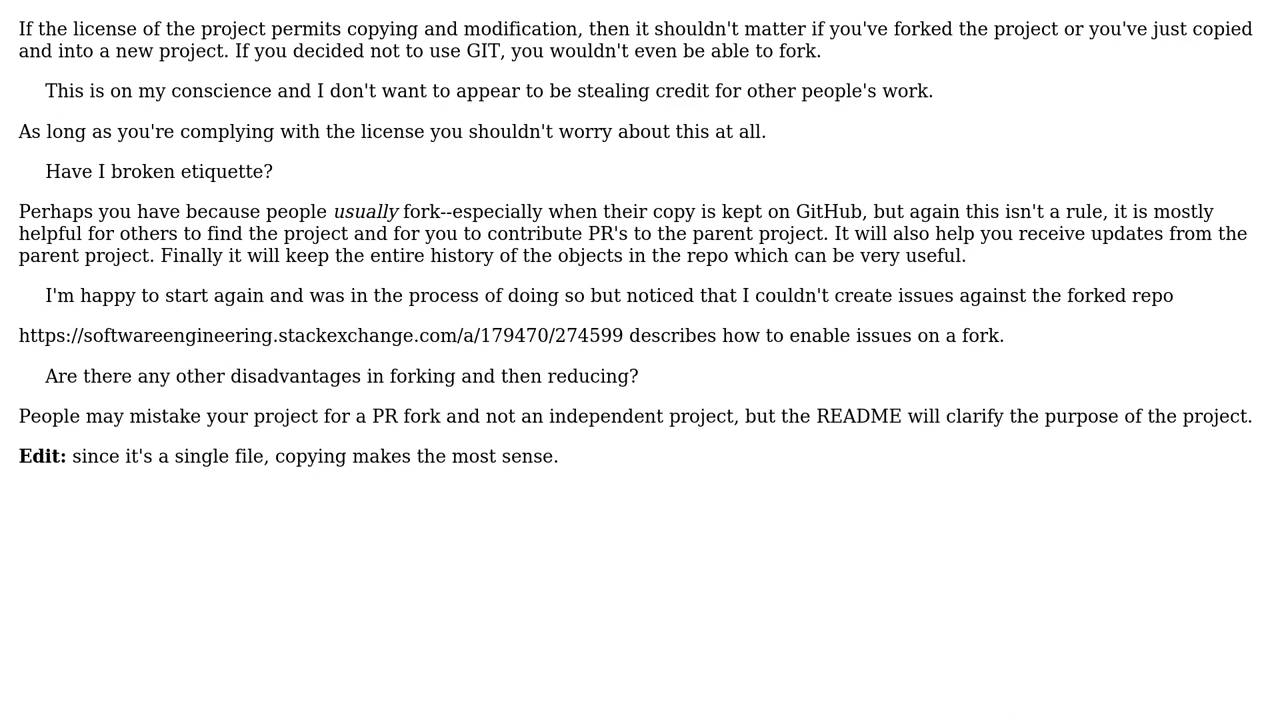 If the license of the project permits copying and modification, then it shouldn't matter if you've forked the project or you've just copied
and into a new project. If you decided not to use GIT, you wouldn't even be able to fork.
This is on my conscience and I don't want to appear to be stealing credit for other people's work.
As long as you're complying with the license you shouldn't worry about this at all.
Have I broken etiquette?
Perhaps you have because people usually fork--especially when their copy is kept on GitHub, but again this isn't a rule, it is mostly
helpful for others to find the project and for you to contribute PR's to the parent project. It will also help you receive updates from the
parent project. Finally it will keep the entire history of the objects in the repo which can be very useful.
I'm happy to start again and was in the process of doing so but noticed that I couldn't create issues against the forked repo
https://softwareengineering.stackexchange.com/a/179470/274599 describes how to enable issues on a fork.
Are there any other disadvantages in forking and then reducing?
People may mistake your project for a PR fork and not an independent project, but the README will clarify the purpose of the project.
Edit: since it's a single file, copying makes the most sense.